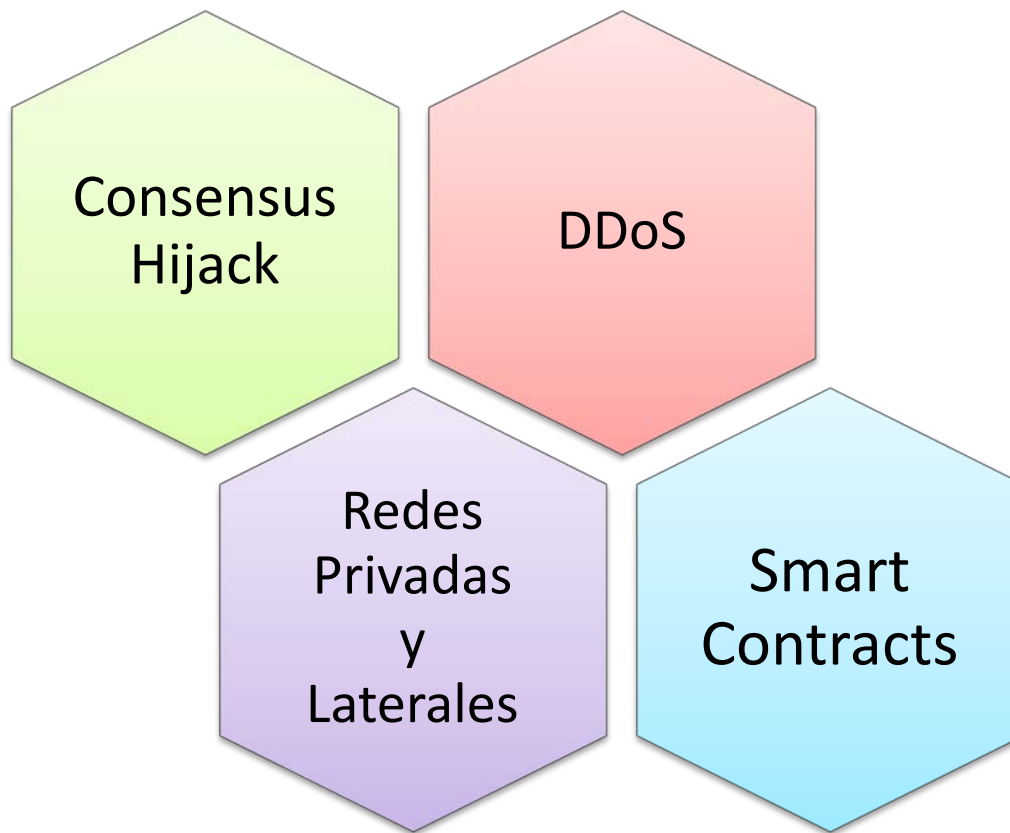 Consensus
Hijack
DDoS
Redes
Privadas
y
Laterales
Smart
Contracts